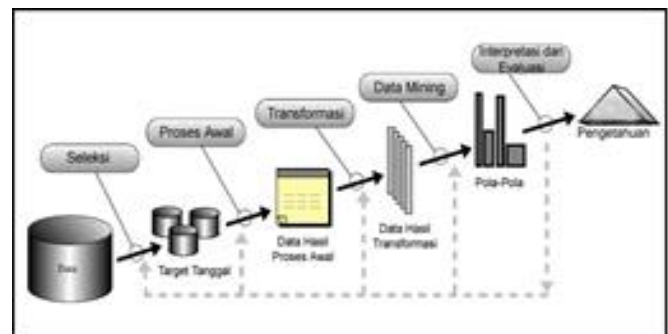 Interpretasi dan
Evaluasi
Data Mining
Transformasi
Proses Awal
Seleksi
Pengetahuan
Pola-Pola
Data Hasil
Transformasi
Data Hasil
Proses Awal
Target Tanggal